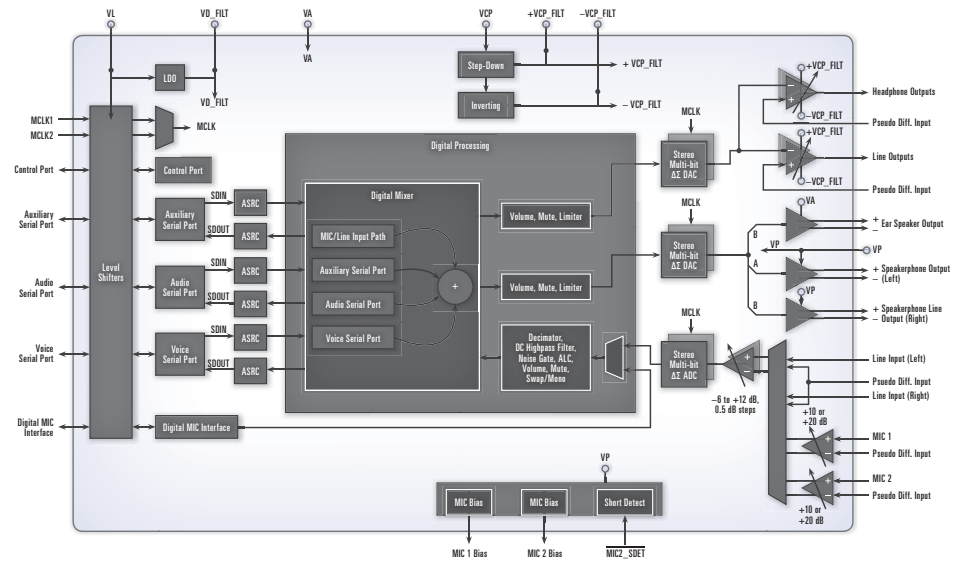 VL
VD_FILT
VA
VCP
+VCP_FILT
–VCP_FILT
LDO
VD_FILT
VA
Step-Down
+ VCP_FILT
Inverting
– VCP_FILT
+VCP_FILT
–
+
Headphone Outputs
–VCP_FILT
Pseudo Diff. Input
+VCP_FILT
–
+
Line Outputs
–VCP_FILT
Pseudo Diff. Input
MCLK1
MCLK2
MCLK
Control Port
Control Port
Level
Shifters
Auxiliary
Serial Port
Auxiliary
Serial Port
SDIN
ASRC
SDOUT
ASRC
Audio
Serial Port
Audio
Serial Port
SDIN
ASRC
SDOUT
ASRC
Voice
Serial Port
Voice
Serial Port
SDIN
ASRC
SDOUT
ASRC
Digital MIC
Interface
Digital MIC Interface
Digital Processing
Digital Mixer
MIC/Line Input Path
Auxiliary Serial Port
Audio Serial Port
Voice Serial Port
+
Volume, Mute, Limiter
Volume, Mute, Limiter
Decimator,
DC Highpass Filter,
Noise Gate, ALC,
Volume, Mute,
Swap/Mono
MCLK
Stereo
Multi-bit
ΔΣ DAC
MCLK
Stereo
Multi-bit
ΔΣ DAC
MCLK
Stereo
Multi-bit
ΔΣ ADC
VA
B
+
– Ear Speaker Output
VP
VP
A
+ Speakerphone Output
– (Left)
VP
B
+ Speakerphone Line
– Output (Right)
+
–
–6 to +12 dB,
0.5 dB steps
Line Input (Left)
Psuedo Diff. Input
Line Input (Right)
+10 or
+20 dB
+
–
MIC 1
Pseudo Diff. Input
+
–
MIC 2
Pseudo Diff. Input
+10 or
+20 dB
VP
MIC Bias
MIC Bias
Short Detect
MIC 1 Bias
MIC 2 Bias
MIC2_SDET